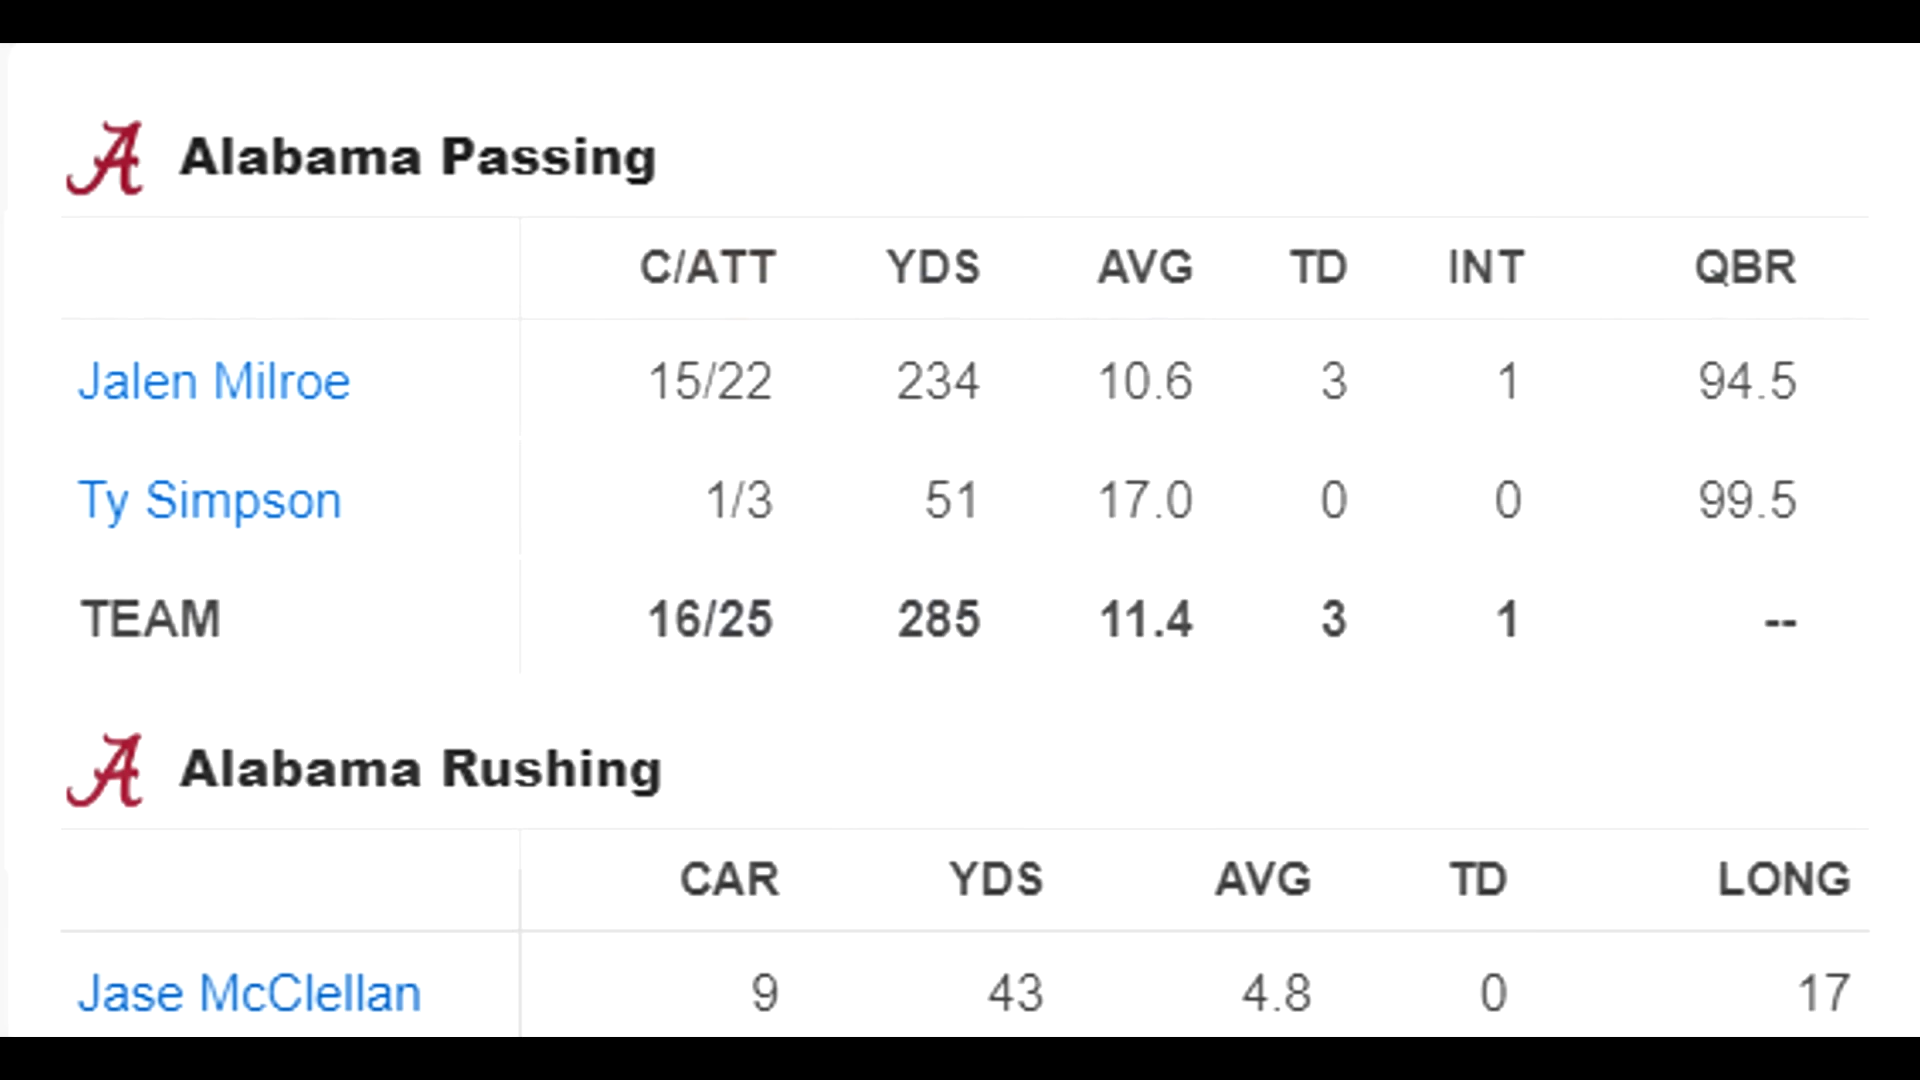 Alabama Passing
C/ATT YDS AVG TD INT QBR
Jalen Milroe 15/22 234 10.6 3 1 94.5
Ty Simpson 1/3 51 17.0 0 0 99.5
TEAM 16/25 285 11.4 3 1 --
Alabama Rushing
CAR YDS AVG TD LONG
Jase McClellan 9 43 4.8 0 17